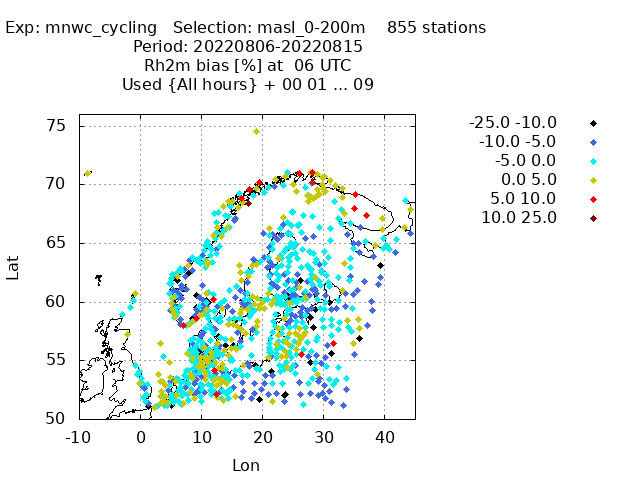 Exp: mnwc_cycling Selection: masl_0-200m 855 stations
Period: 20220806-20220815
Rh2m bias [%] at 06 UTC
Used {All hours} + 00 01 ... 09
-25.0 -10.0
-10.0 -5.0
-5.0 0.0
0.0 5.0
5.0 10.0
10.0 25.0
75
70
65
60
55
50
Lat
-10 0 10 20 30 40
Lon